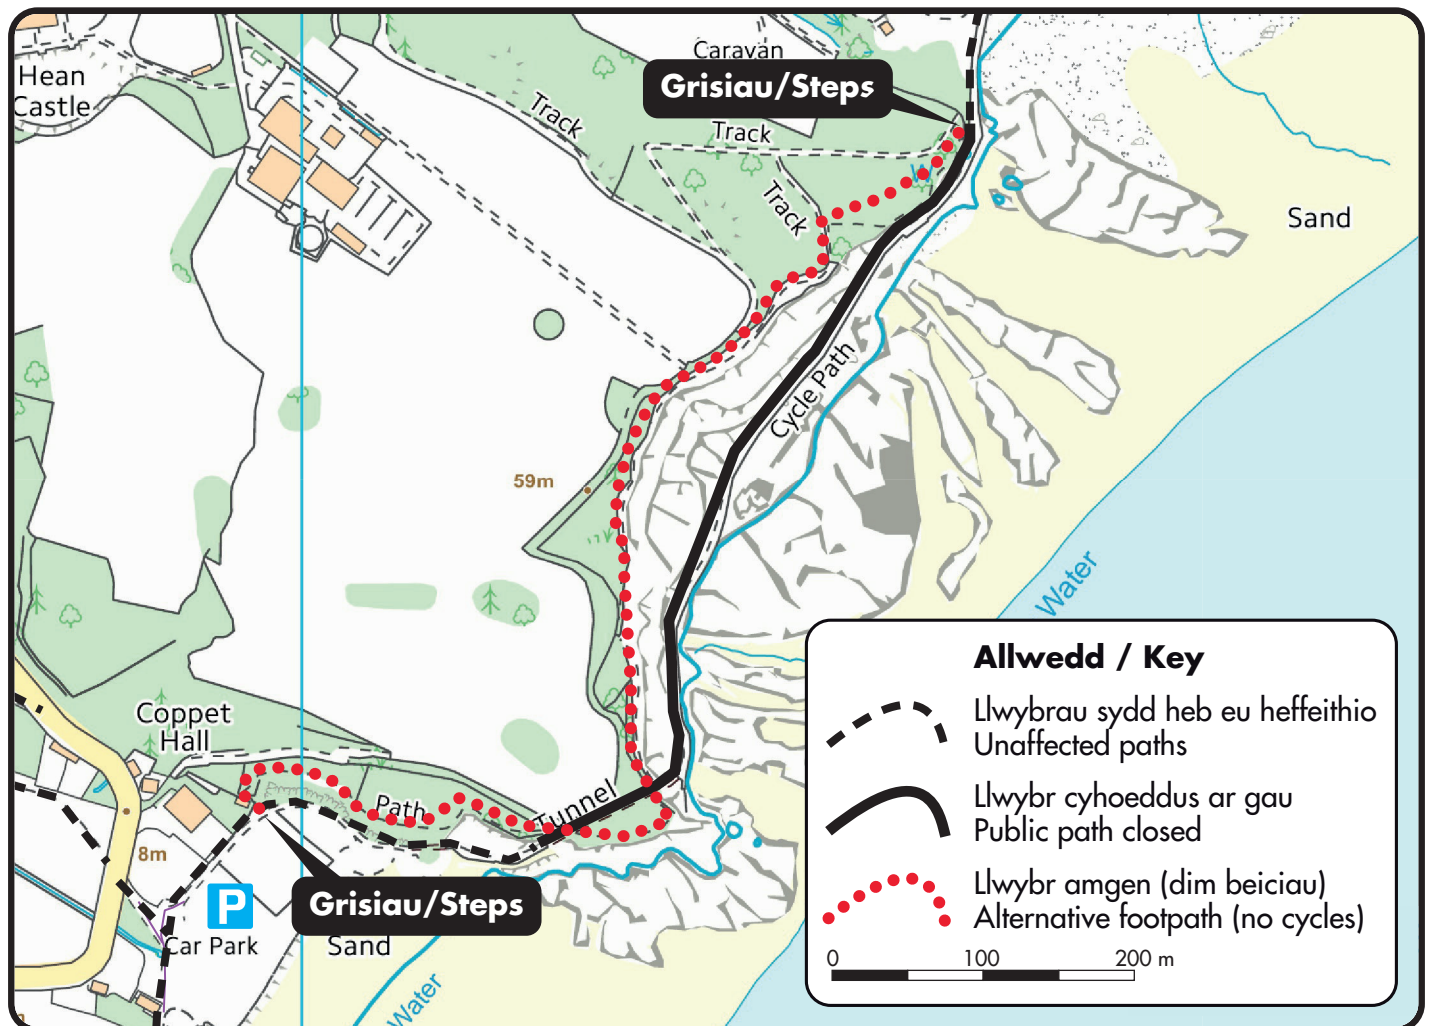 Hean
Castle
Caravan
Grisiau/Steps
Track
Track
Track
Sand
Cycle Path
59m
Water
Coppet
Hall
Path
Tunnel
8m
P
Car Park
Grisiau/Steps
Sand
Water
Allwedd / Key
Llwybrau sydd heb eu heffeithio
Unaffected paths
Llwybr cyhoeddus ar gau
Public path closed
Llwybr amgen (dim beiciau)
Alternative footpath (no cycles)
0 100 200 m